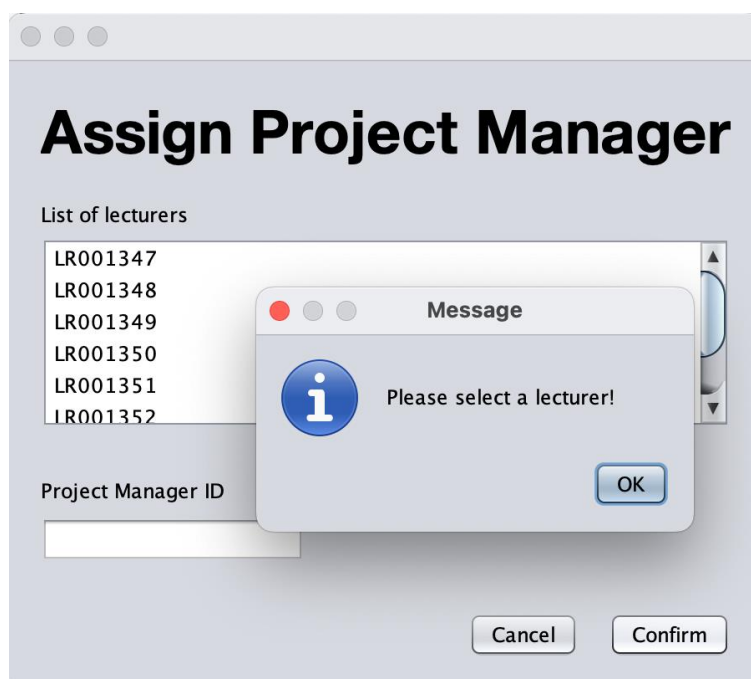 Assign Project Manager
List of lecturers
LR001347
LR001348
LR001349
LR001350
LR001351
LR001352
Message
Please select a lecturer!
OK
Project Manager ID
Cancel
Confirm